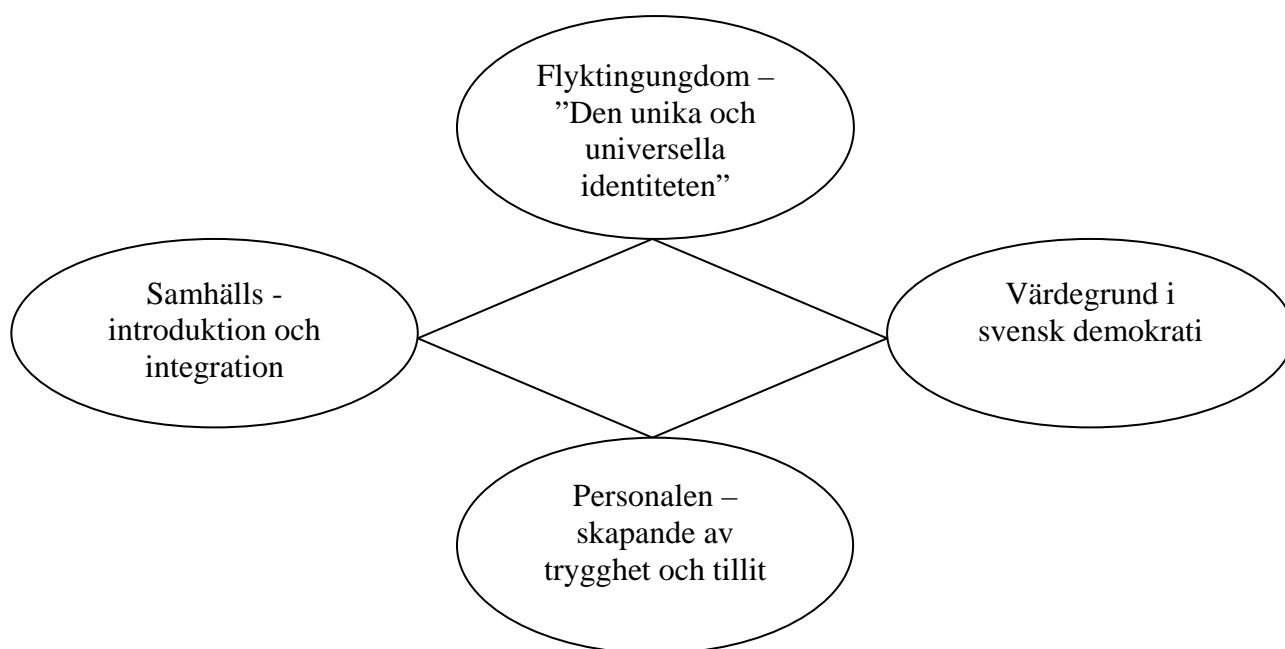 Flyktingungdom –
”Den unika och
universella
identiteten”
Samhälls -
introduktion och
integration
Värdegrund i
svensk demokrati
Personalen –
skapande av
trygghet och tillit